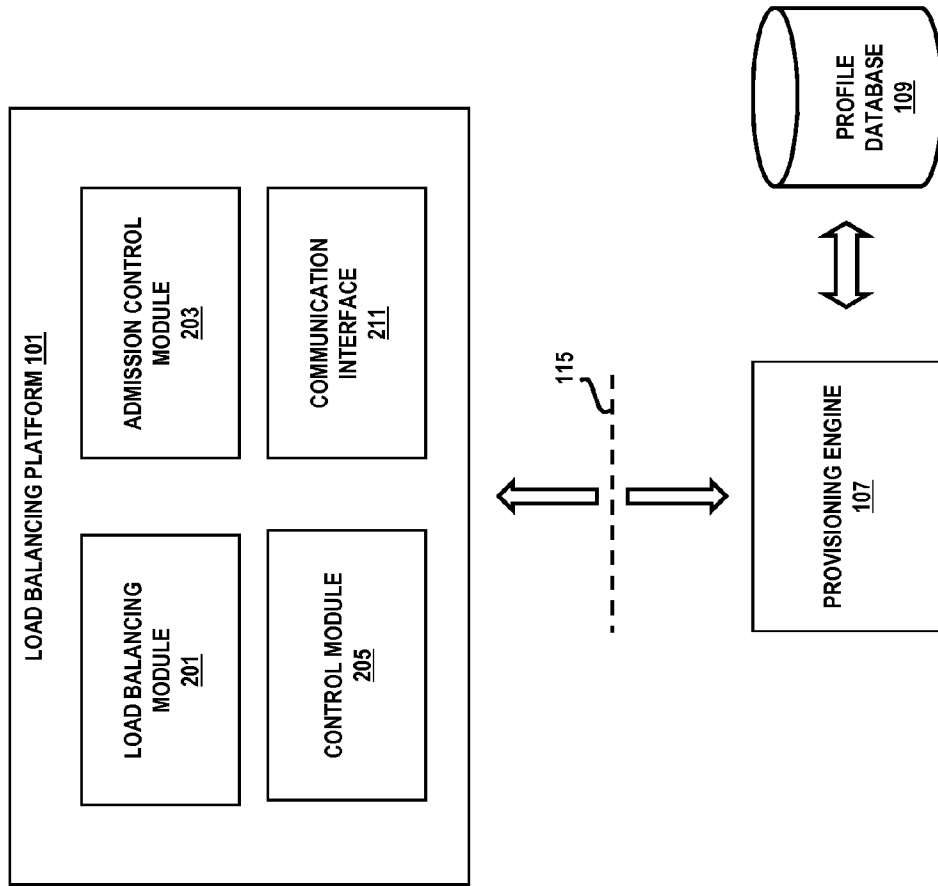 LOAD BALANCING PLATFORM 101
LOAD BALANCING
MODULE
201
ADMISSION CONTROL
MODULE
203
CONTROL MODULE
205
COMMUNICATION
INTERFACE
211
115
PROVISIONING ENGINE
107
PROFILE
DATABASE
109